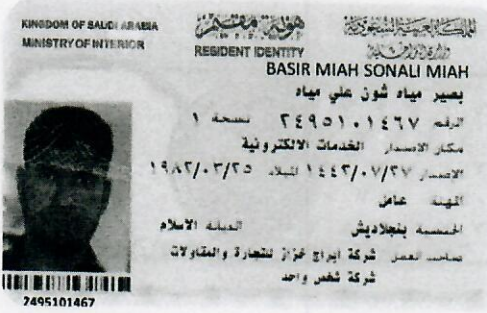 KINGDOM OF SAUDI ARABIA
MINISTRY OF INTERIOR
هوية مقيم
RESIDENT IDENTITY
المملكة العربية السعودية
وزارة الداخلية
BASIR MIAH SONALI MIAH
بصير مياه شون علي مياه
الرقم ٢٤٩٥١٠١٤٦٧ نسخة ١
مكان الاصدار الخدمات الالكترونية
الاصدار ١٤٤٢/٠٧/٢٧ الميلاد ١٩٨٢/٠٣/٢٥
المهنة عامل
الجنسية بنجلاديش الديانة الاسلام
صاحب العمل شركة ابراج خزاز للتجارة والمقاولات
شركة شخص واحد
2495101467